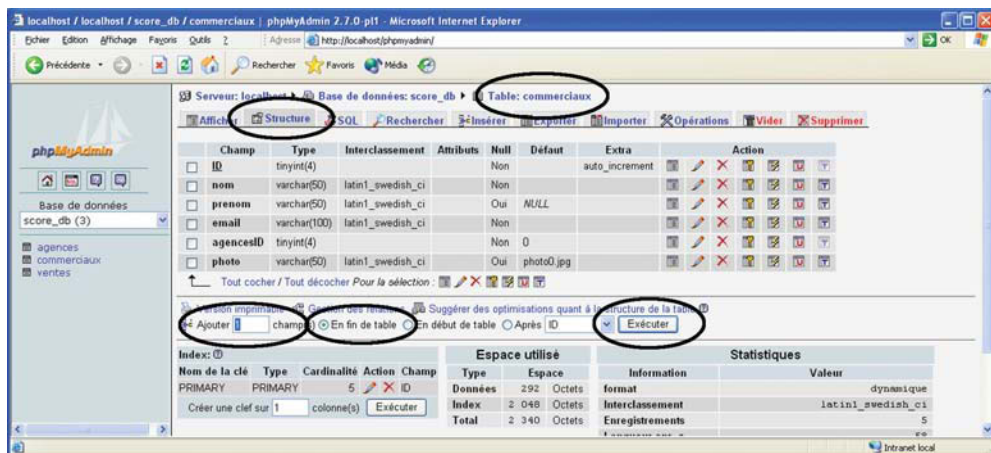 localhost / localhost / score_db / commerciaux | phpMyAdmin 2.7.0-pl1 - Microsoft Internet Explorer
Fichier Edition Affichage Favoris Outils ? Adresse http://localhost/phpmyadmin/ OK
Précédente Rechercher Favoris Média
Serveur: localhost Base de données: score_db Table: commerciaux
Afficher Structure SQL Rechercher Insérer Exporter Importer Opérations Vider Supprimer
phpMyAdmin
Base de données
score_db (3)
agences
commerciaux
ventes
Champ Type Interclassement Attributs Null Défaut Extra Action
ID tinyint(4) Non auto_increment
nom varchar(50) latin1_swedish_ci Non
prenom varchar(50) latin1_swedish_ci Oui NULL
email varchar(100) latin1_swedish_ci Non
agencesID tinyint(4) Non 0
photo varchar(50) latin1_swedish_ci Oui photo0.jpg
Tout cocher / Tout décocher Pour la sélection :
Version imprimable Gestion des relations Suggérer des optimisations quant à la structure de la table
Ajouter 1 champ(s) En fin de table En début de table Après ID Exécuter
Index:
Nom de la clé Type Cardinalité Action Champ
PRIMARY PRIMARY 5 ID
Créer une clef sur 1 colonne(s) Exécuter
Espace utilisé
Type Espace
Données 292 Octets
Index 2 048 Octets
Total 2 340 Octets
Statistiques
Information Valeur
format dynamique
Interclassement latin1_swedish_ci
Enregistrements 5
Intranet local